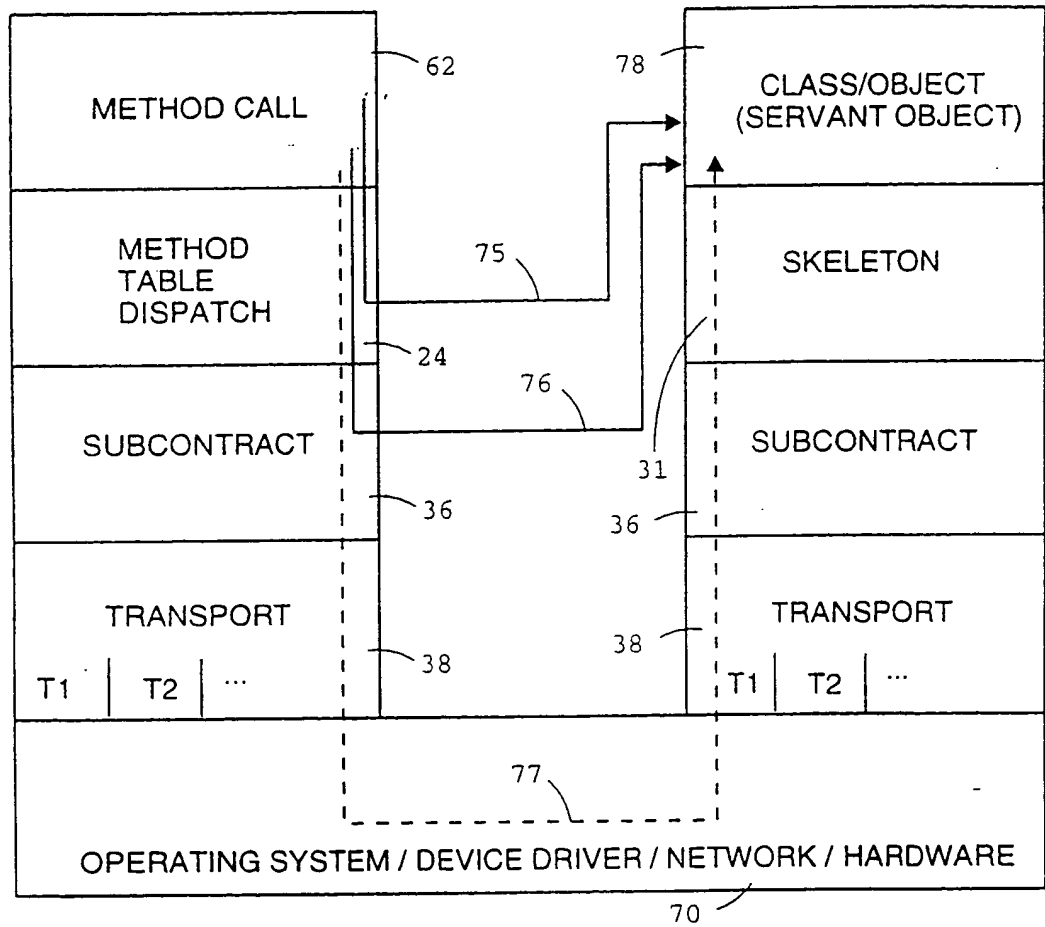 62
METHOD CALL
78
CLASS/OBJECT
(SERVANT OBJECT)
METHOD
TABLE
DISPATCH
75
SKELETON
24
76
SUBCONTRACT
31
SUBCONTRACT
36
36
TRANSPORT
38
T1 T2 ...
TRANSPORT
38
T1 T2 ...
77
OPERATING SYSTEM / DEVICE DRIVER / NETWORK / HARDWARE
70